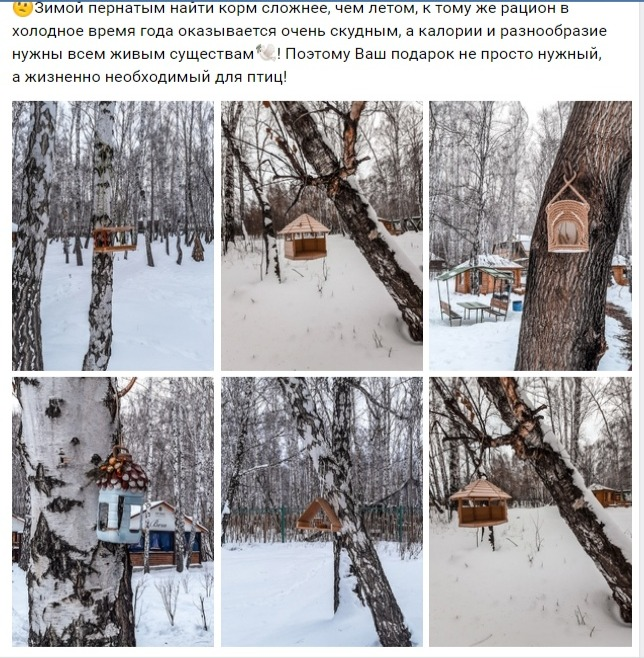 Зимой пернатым найти корм сложнее, чем летом, к тому же рацион в
холодное время года оказывается очень скудным, а калории и разнообразие
нужны всем живым существам! Поэтому Ваш подарок не просто нужный,
а жизненно необходимый для птиц!